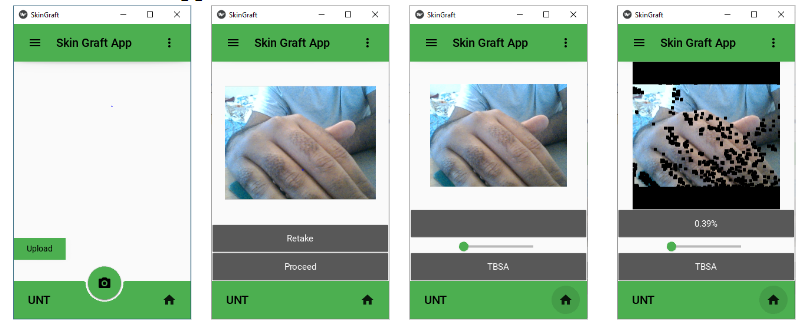 SkinGraft
Skin Graft App
Upload
UNT
SkinGraft
Skin Graft App
Retake
Proceed
UNT
SkinGraft
Skin Graft App
TBSA
UNT
SkinGraft
Skin Graft App
0.39%
TBSA
UNT